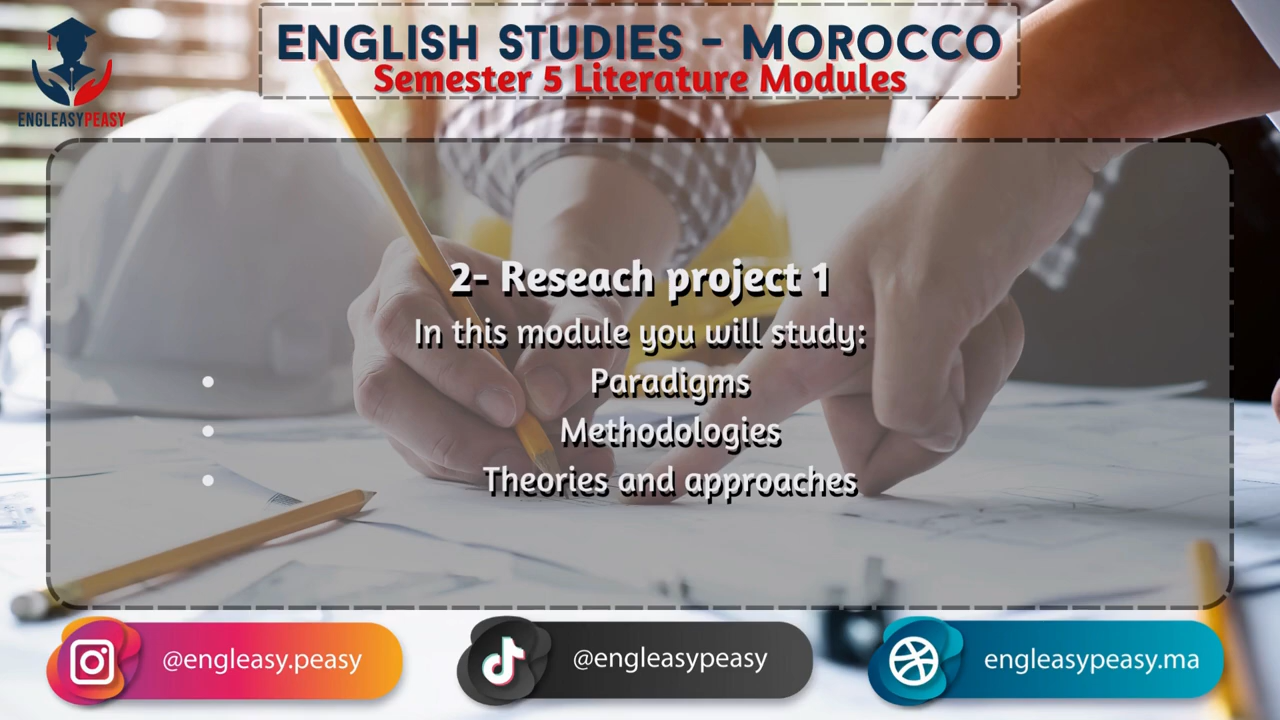 ENGLISH STUDIES - MOROCCO
Semester 5 Literature Modules
ENGLEASYPEASY
2- Reseach project 1
In this module you will study:
• Paradigms
• Methodologies
• Theories and approaches
@engleasy.peasy
@engleasypeasy
engleasypeasy.ma